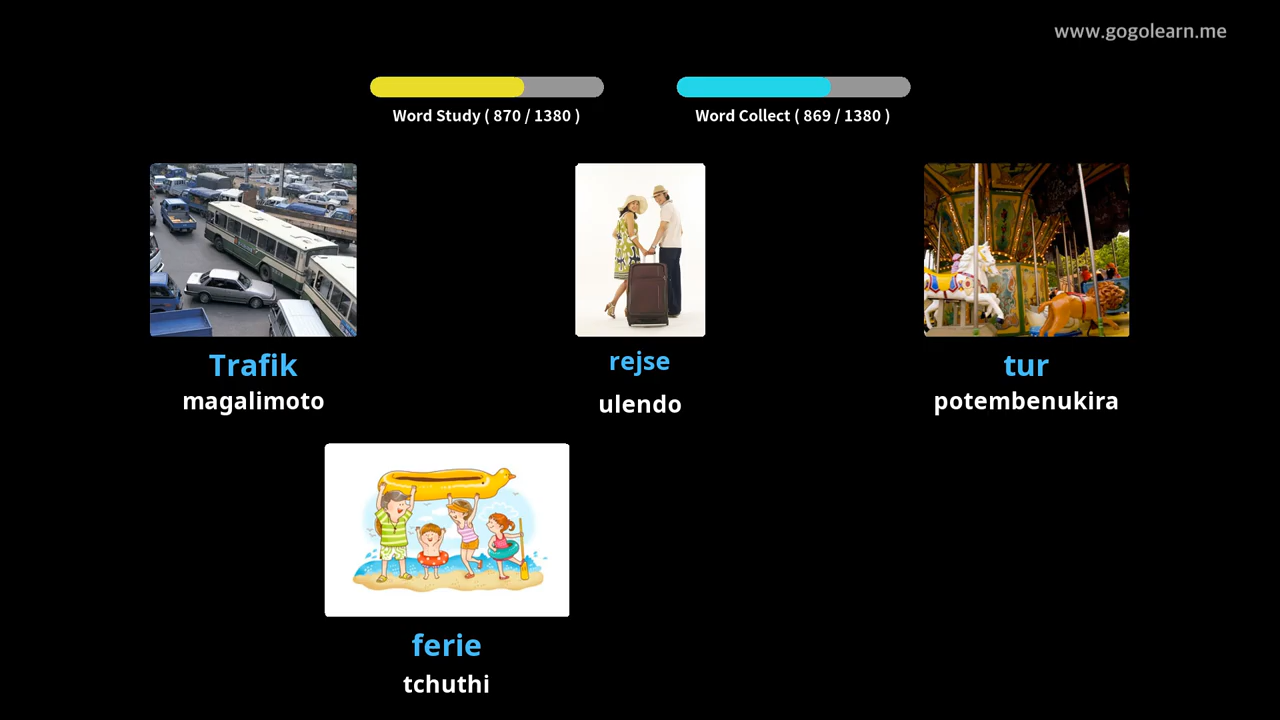 www.gogolearn.me
Word Study ( 870 / 1380 )
Word Collect ( 869 / 1380 )
Trafik
magalimoto
rejse
ulendo
tur
potembenukira
ferie
tchuthi